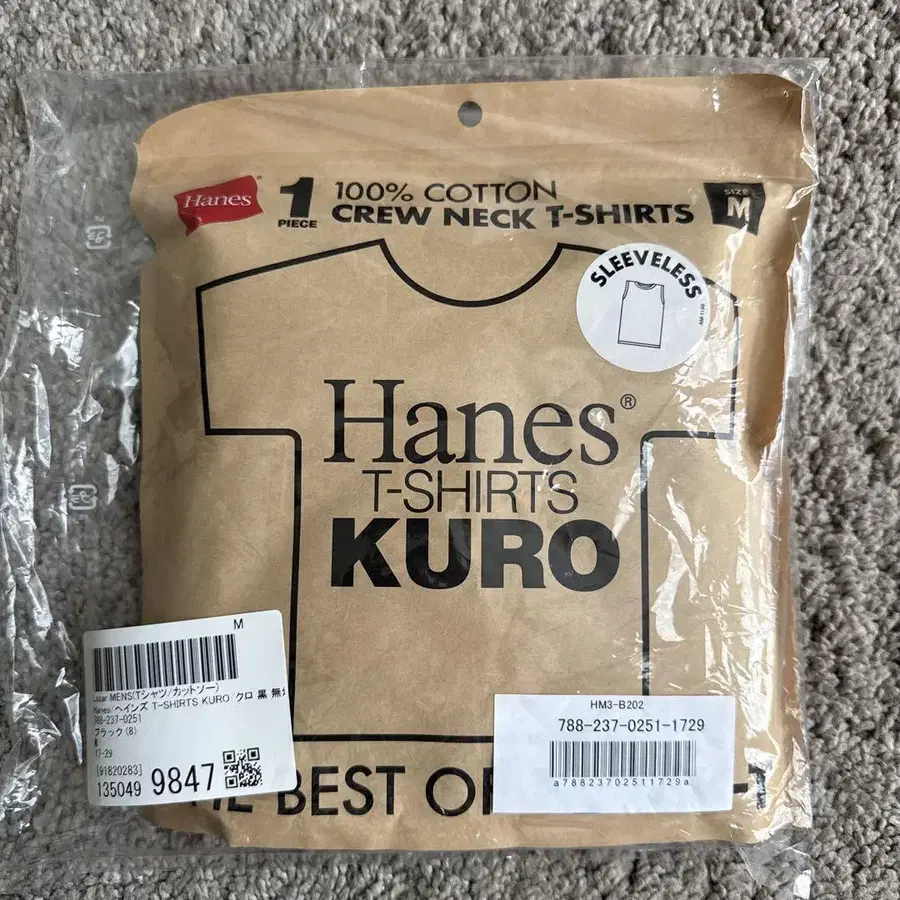 Hanes
1
PIECE
100% COTTON
CREW NECK T-SHIRTS
SIZE
M
SLEEVELESS
Hanes®
T-SHIRTS
KURO
M
MENS(Tシャツ/カットソー)
Hanes/ヘインズ T-SHIRTS KURO/クロ 黒 無
788-237-0251
ブラック(8)
M
17-29
[91820283]
135049 9847
HM3-B202
788-237-0251-1729
a78823702511729a
BEST OF